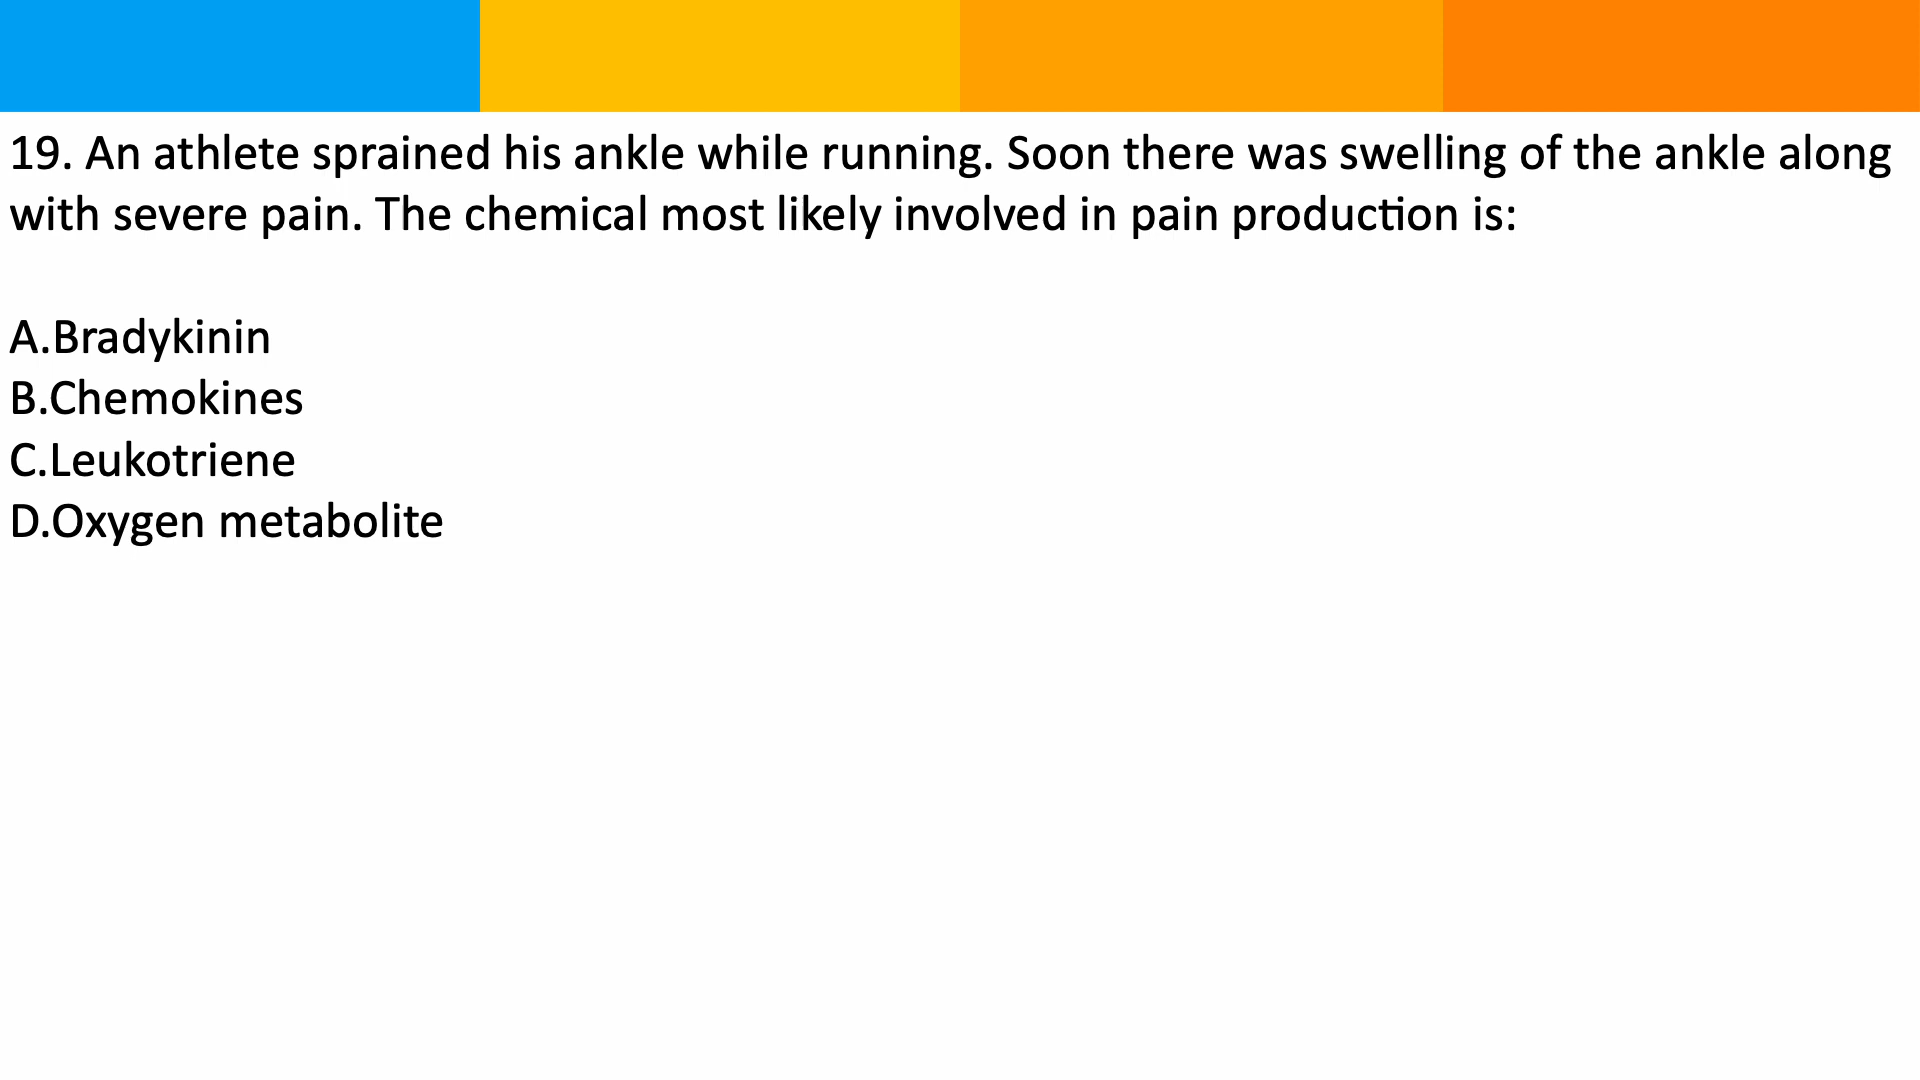 19. An athlete sprained his ankle while running. Soon there was swelling of the ankle along
with severe pain. The chemical most likely involved in pain production is:
A.Bradykinin
B.Chemokines
C.Leukotriene
D.Oxygen metabolite